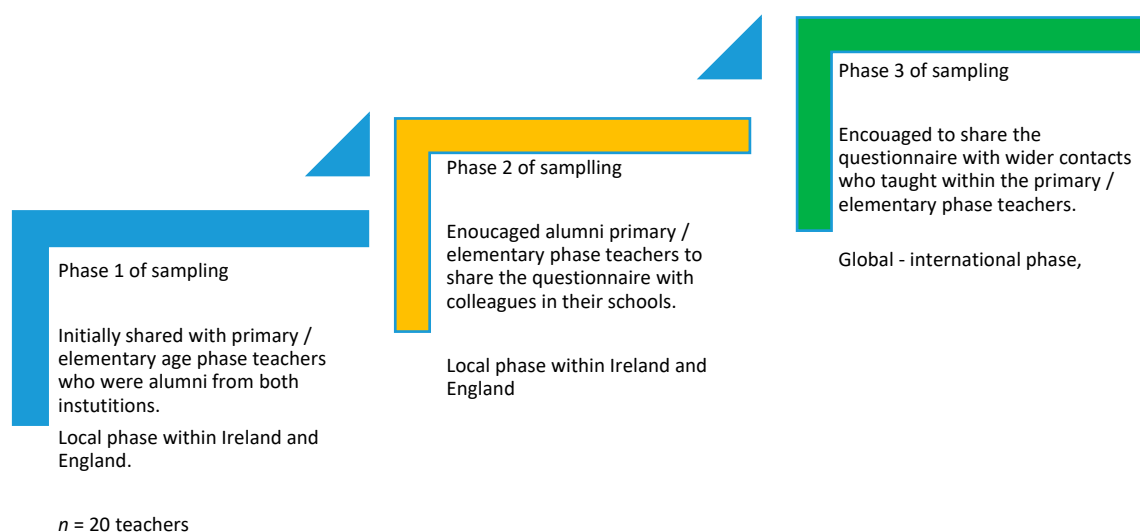 Phase 1 of sampling
Initially shared with primary /
elementary age phase teachers
who were alumni from both
instutitions.
Local phase within Ireland and
England.
n = 20 teachers
Phase 2 of samplling
Enoucaged alumni primary /
elementary phase teachers to
share the questionnaire with
colleagues in their schools.
Local phase within Ireland and
England
Phase 3 of sampling
Encouaged to share the
questionnaire with wider contacts
who taught within the primary /
elementary phase teachers.
Global - international phase,